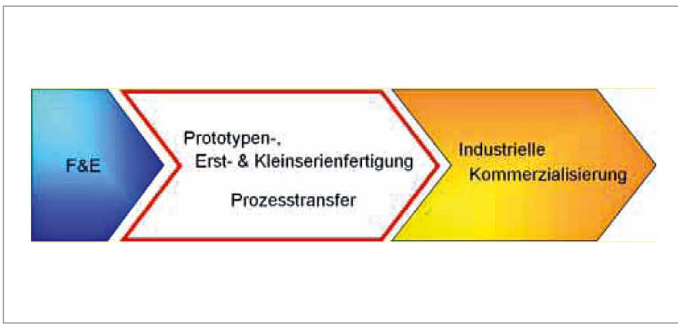 F&E
Prototypen-,
Erst- & Kleinserienfertigung
Prozesstransfer
Industrielle
Kommerzialisierung